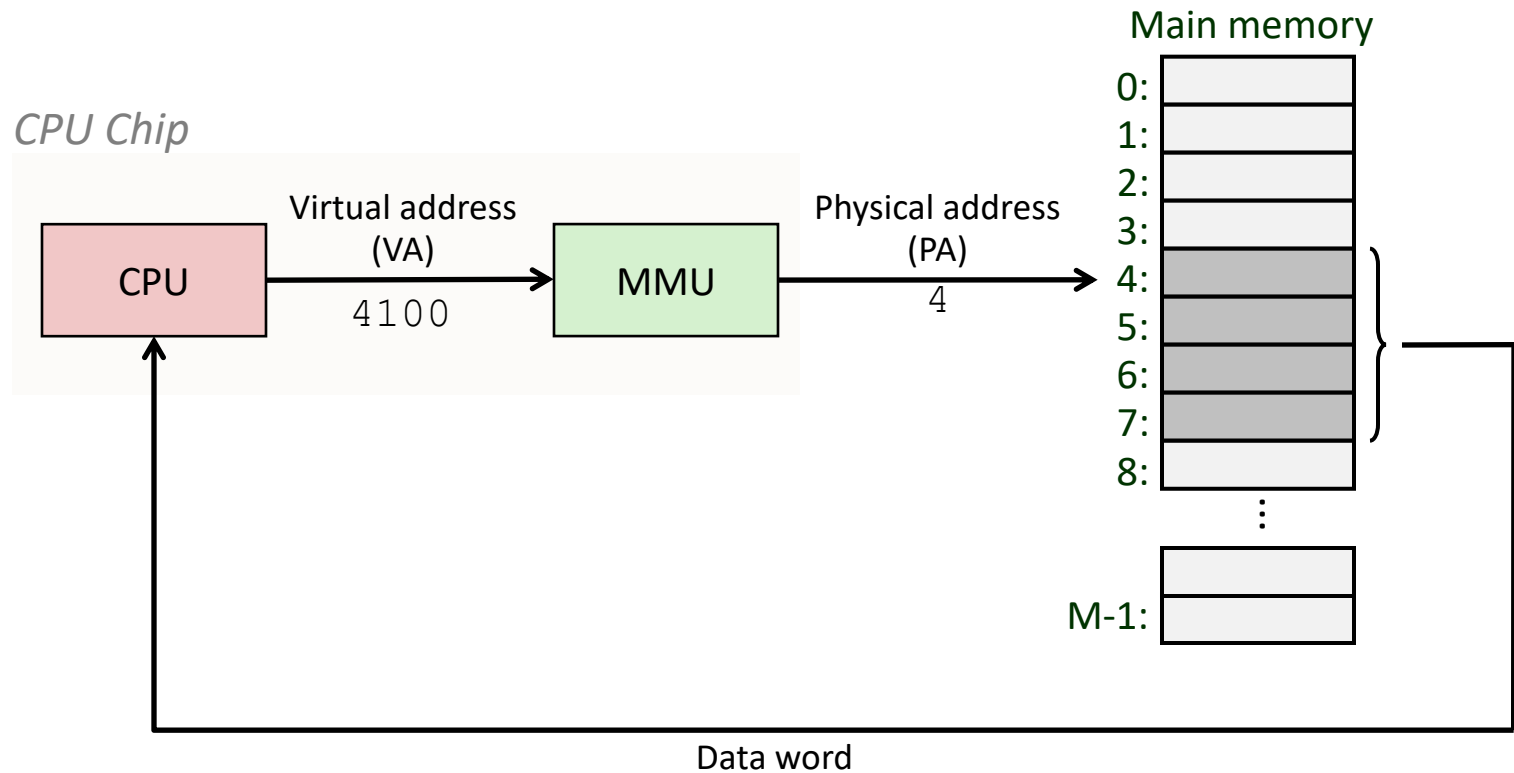 Main memory
CPU Chip
0:
1:
2:
3:
4:
5:
6:
7:
8:
...
M-1:
Virtual address
(VA)
4100
Physical address
(PA)
4
CPU
MMU
Data word